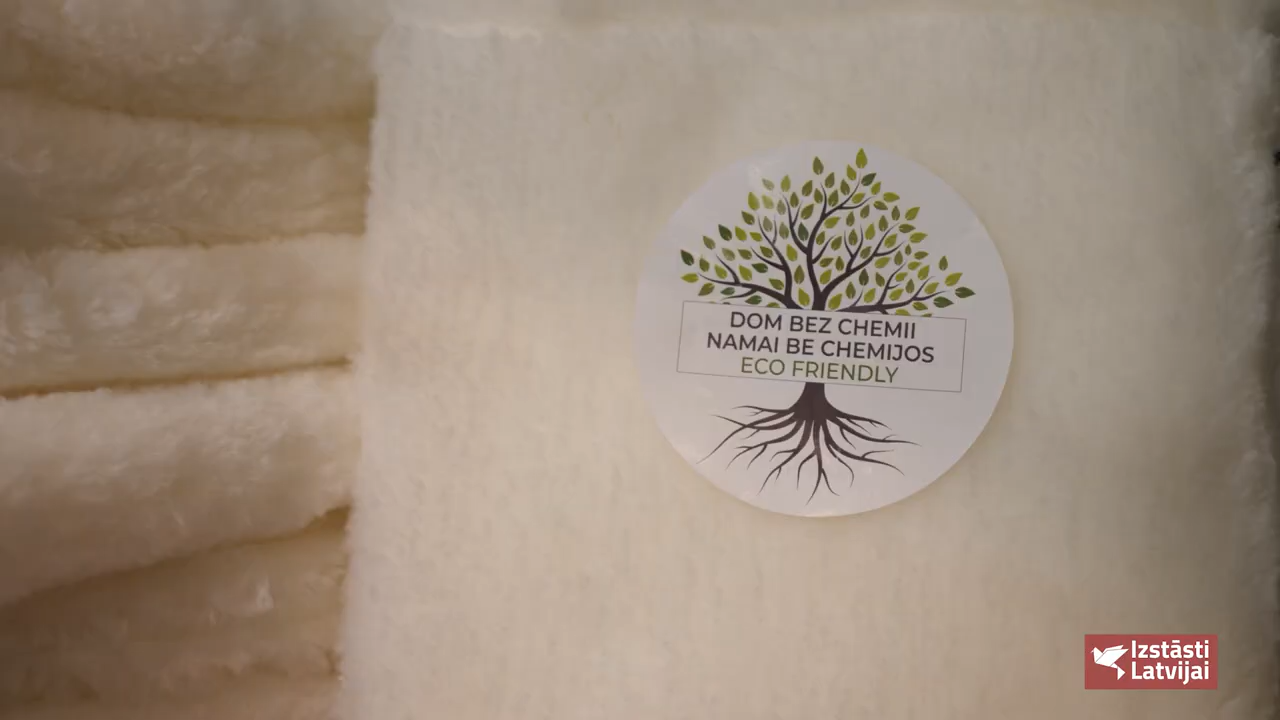 DOM BEZ CHEMII
NAMAI BE CHEMIJOS
ECO FRIENDLY
Izstāsti
Latvijai